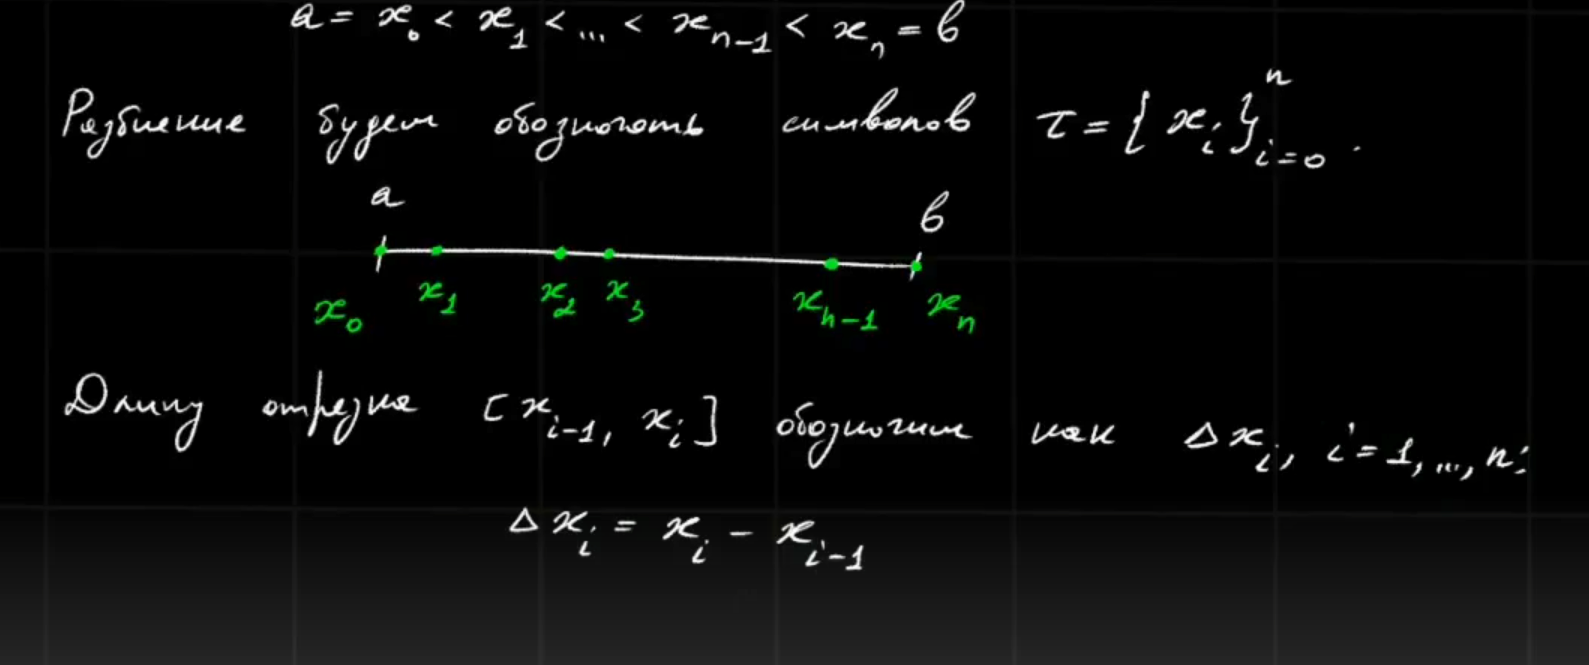 a = x₀ < x₁ < ... < xₙ₋₁ < xₙ = b
Разбиение будем обозначать символов τ = { xᵢ }ⁿᵢ₌₀ .
a b
x₀ x₁ x₂ x₃ xₙ₋₁ xₙ
Длину отрезка [xᵢ₋₁, xᵢ] обозначим как Δxᵢ, i = 1, ..., n:
Δxᵢ = xᵢ - xᵢ₋₁